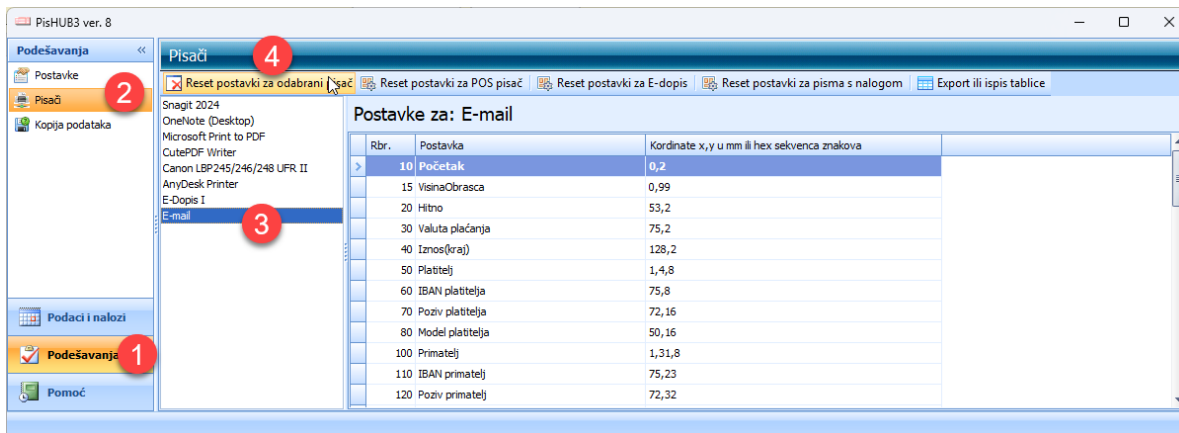 PisHUB3 ver. 8
Podešavanja «
Postavke
Pisači
Kopija podataka
Podaci i nalozi
Podešavanja
Pomoć
1
2
3
4
Pisači
Reset postavki za odabrani pisač
Reset postavki za POS pisač
Reset postavki za E-dopis
Reset postavki za pisma s nalogom
Export ili ispis tablice
Snagit 2024
OneNote (Desktop)
Microsoft Print to PDF
CutePDF Writer
Canon LBP245/246/248 UFR II
AnyDesk Printer
E-Dopis I
E-mail
Postavke za: E-mail
Rbr. Postavka Kordinate x,y u mm ili hex sekvenca znakova
10 Početak 0,2
15 VisinaObrasca 0,99
20 Hitno 53,2
30 Valuta plaćanja 75,2
40 Iznos(kraj) 128,2
50 Platitelj 1,4,8
60 IBAN platitelja 75,8
70 Poziv platitelja 72,16
80 Model platitelja 50,16
100 Primatelj 1,31,8
110 IBAN primatelj 75,23
120 Poziv primatelj 72,32